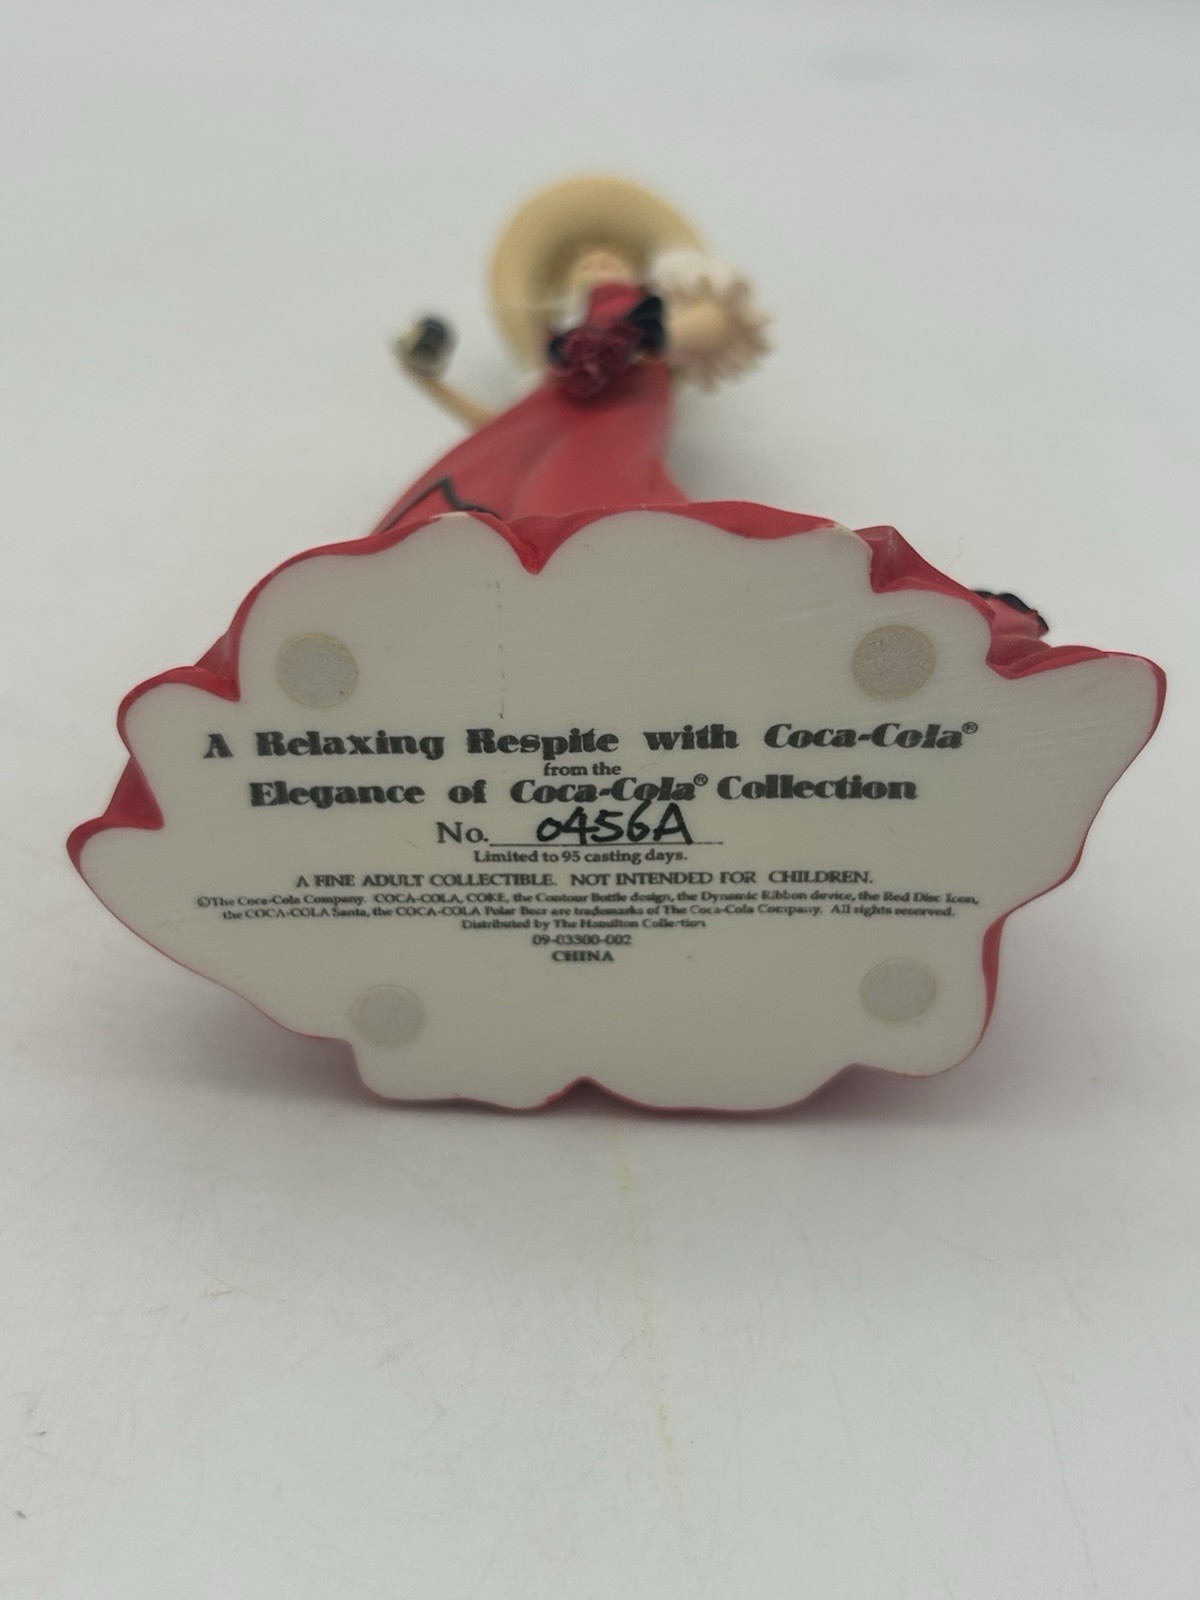 A Relaxing Respite with Coca-Cola®
from the
Elegance of Coca-Cola® Collection
No. 0456A
Limited to 95 casting days.
A FINE ADULT COLLECTIBLE. NOT INTENDED FOR CHILDREN.
©The Coca-Cola Company. COCA-COLA, COKE, the Contour Bottle design, the Dynamic Ribbon device, the Red Disc Icon,
the COCA-COLA Santa, the COCA-COLA Polar Bear are trademarks of The Coca-Cola Company. All rights reserved.
Distributed by The Hamilton Collection
09-03300-002
CHINA